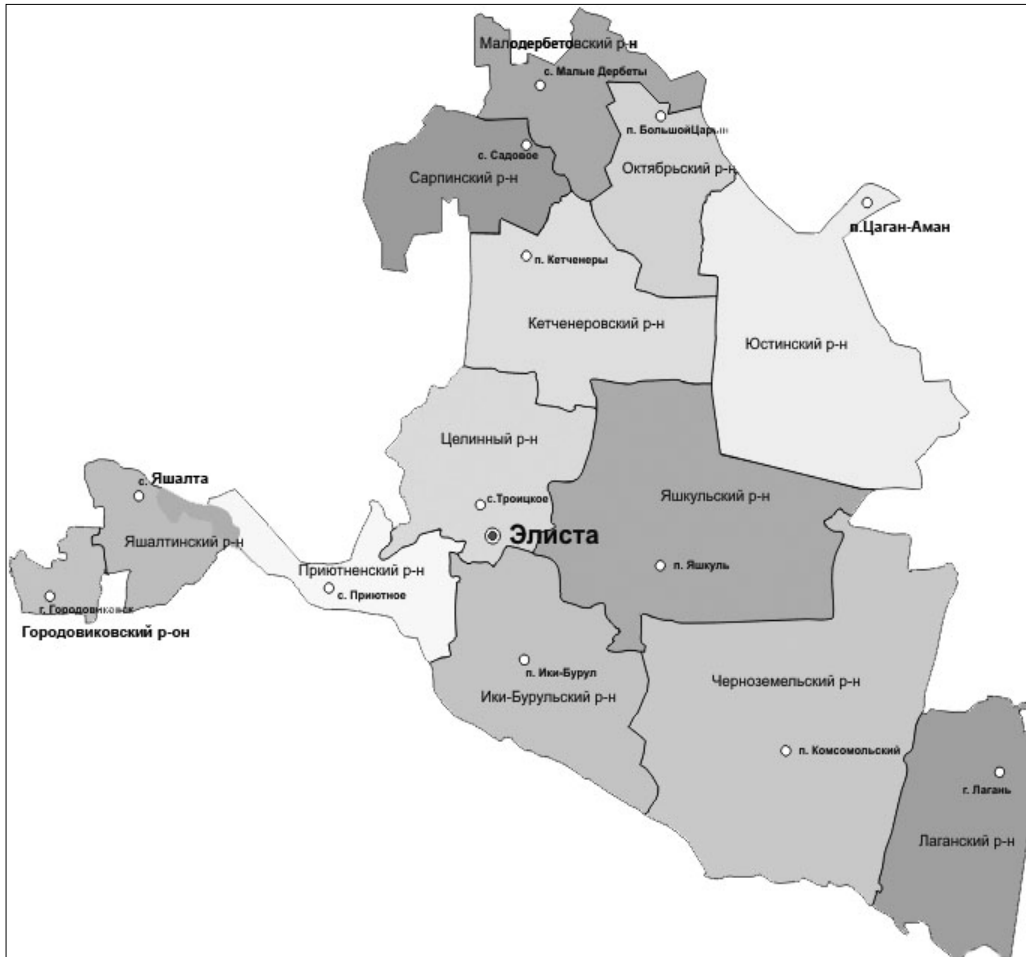 Малодербетовский р-н
с. Малые Дербеты
п. БольшойЦарын
с. Садовое
Октябрьский р-н
Сарпинский р-н
п.Цаган-Аман
п. Кетченеры
Кетченеровский р-н
Юстинский р-н
Целинный р-н
с. Яшалта
с.Троицкое
Яшкульский р-н
Элиста
Яшалтинский р-н
Приютненский р-н
п. Яшкуль
с. Приютное
г. Городовиковск
Городовиковский р-он
п. Ики-Бурул
Черноземельский р-н
Ики-Бурульский р-н
п. Комсомольский
г. Лагань
Лаганский р-н